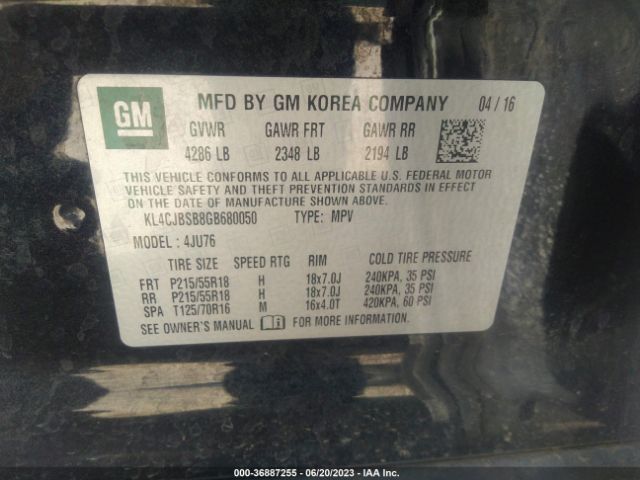 GM MFD BY GM KOREA COMPANY 04/16
GVWR GAWR FRT GAWR RR
4286 LB 2348 LB 2194 LB
THIS VEHICLE CONFORMS TO ALL APPLICABLE U.S. FEDERAL MOTOR
VEHICLE SAFETY AND THEFT PREVENTION STANDARDS IN EFFECT
ON THE DATE OF MANUFACTURE SHOWN ABOVE.
KL4CJBSB8GB680050 TYPE: MPV
MODEL: 4JU76
TIRE SIZE SPEED RTG RIM COLD TIRE PRESSURE
FRT P215/55R18 H 18x7.0J 240KPA, 35 PSI
RR P215/55R18 H 18x7.0J 240KPA, 35 PSI
SPA T125/70R16 M 16x4.0T 420KPA, 60 PSI
SEE OWNER'S MANUAL FOR MORE INFORMATION.
000-36887255 - 06/20/2023 - IAA Inc.